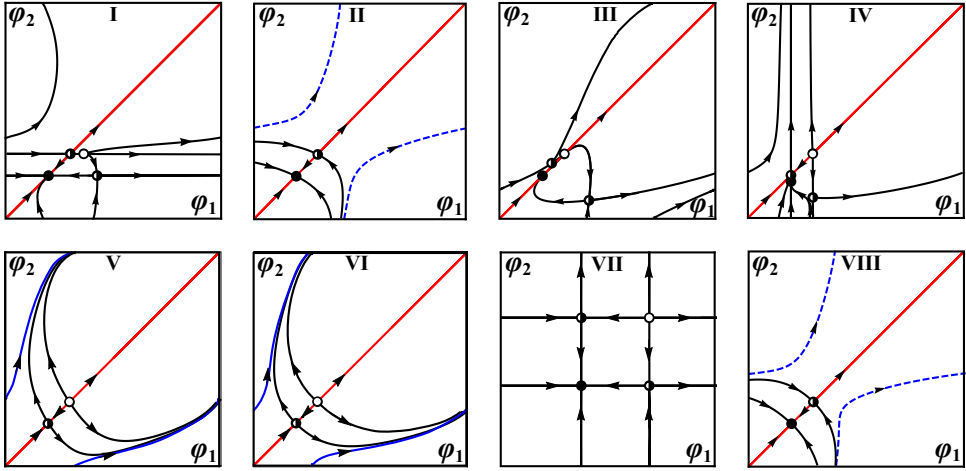 φ₂ I φ₁
φ₂ II φ₁
φ₂ III φ₁
φ₂ IV φ₁
φ₂ V φ₁
φ₂ VI φ₁
φ₂ VII φ₁
φ₂ VIII φ₁